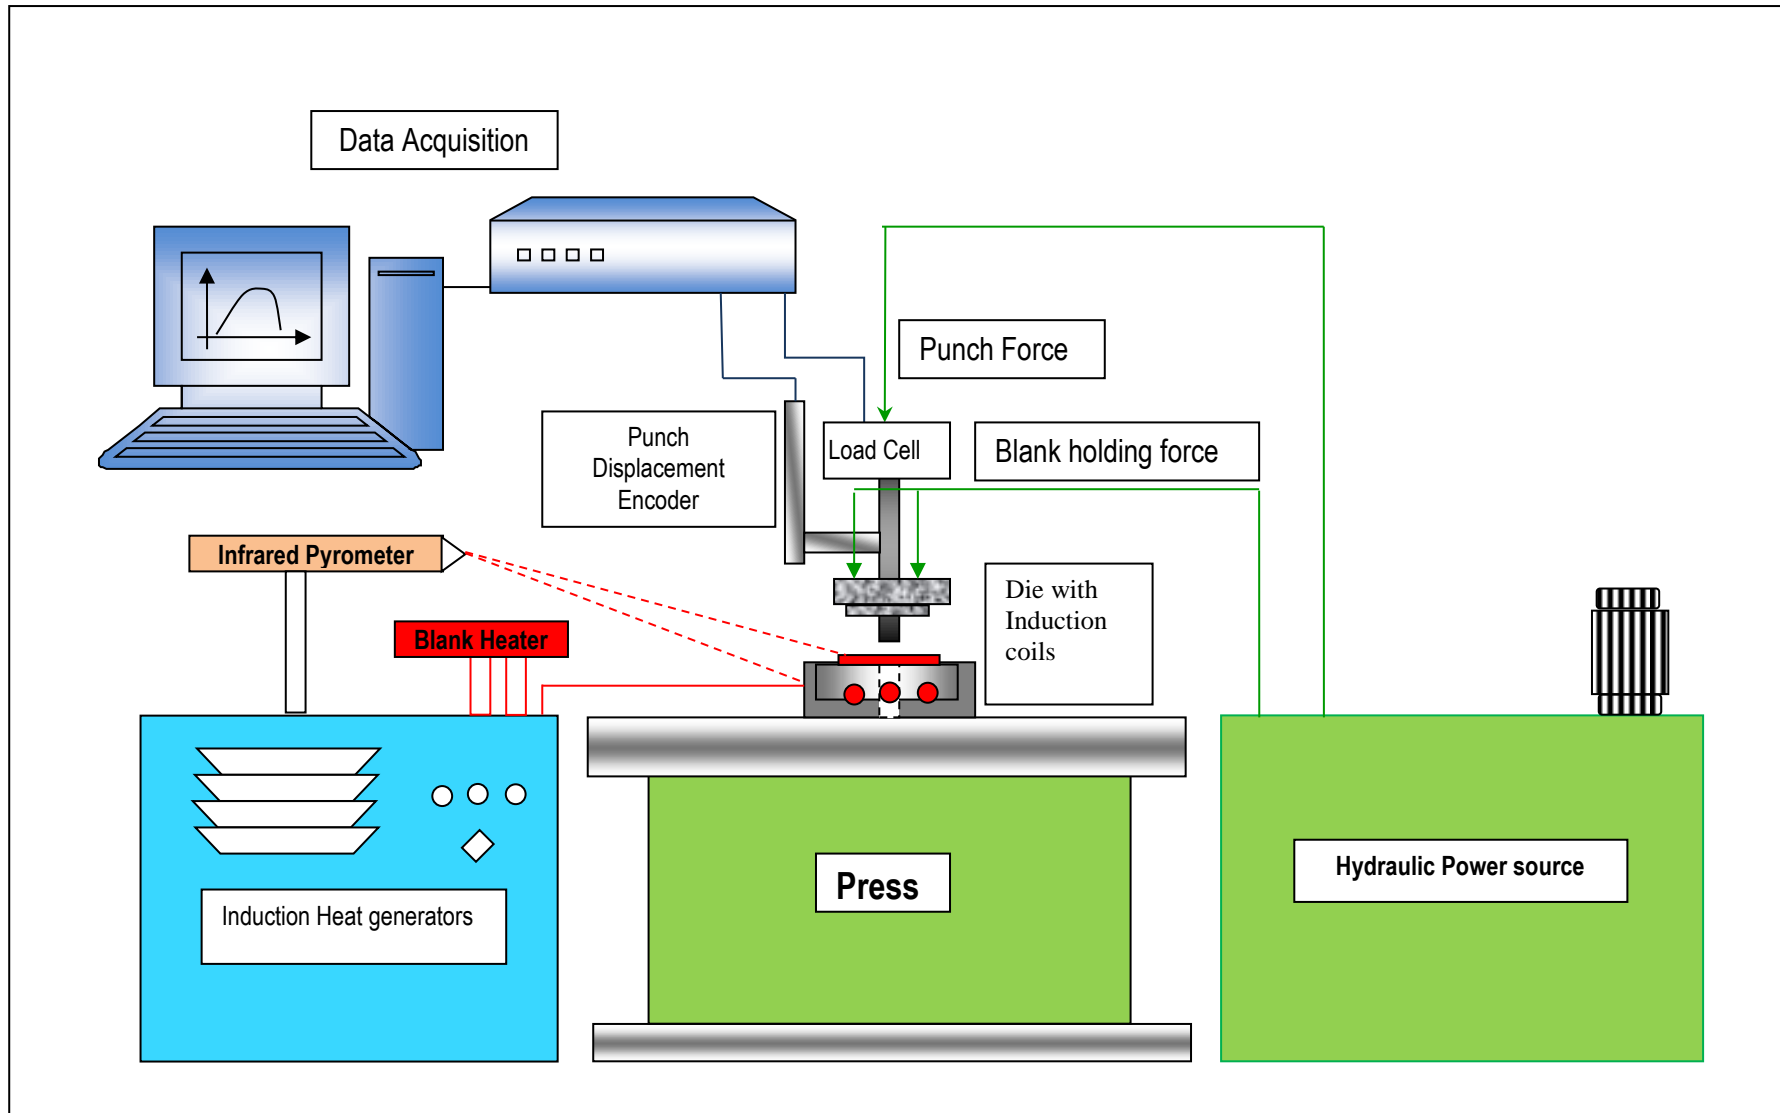 Data Acquisition
Punch Force
Punch
Displacement
Encoder
Load Cell
Blank holding force
Infrared Pyrometer
Die with
Induction
coils
Blank Heater
Press
Hydraulic Power source
Induction Heat generators